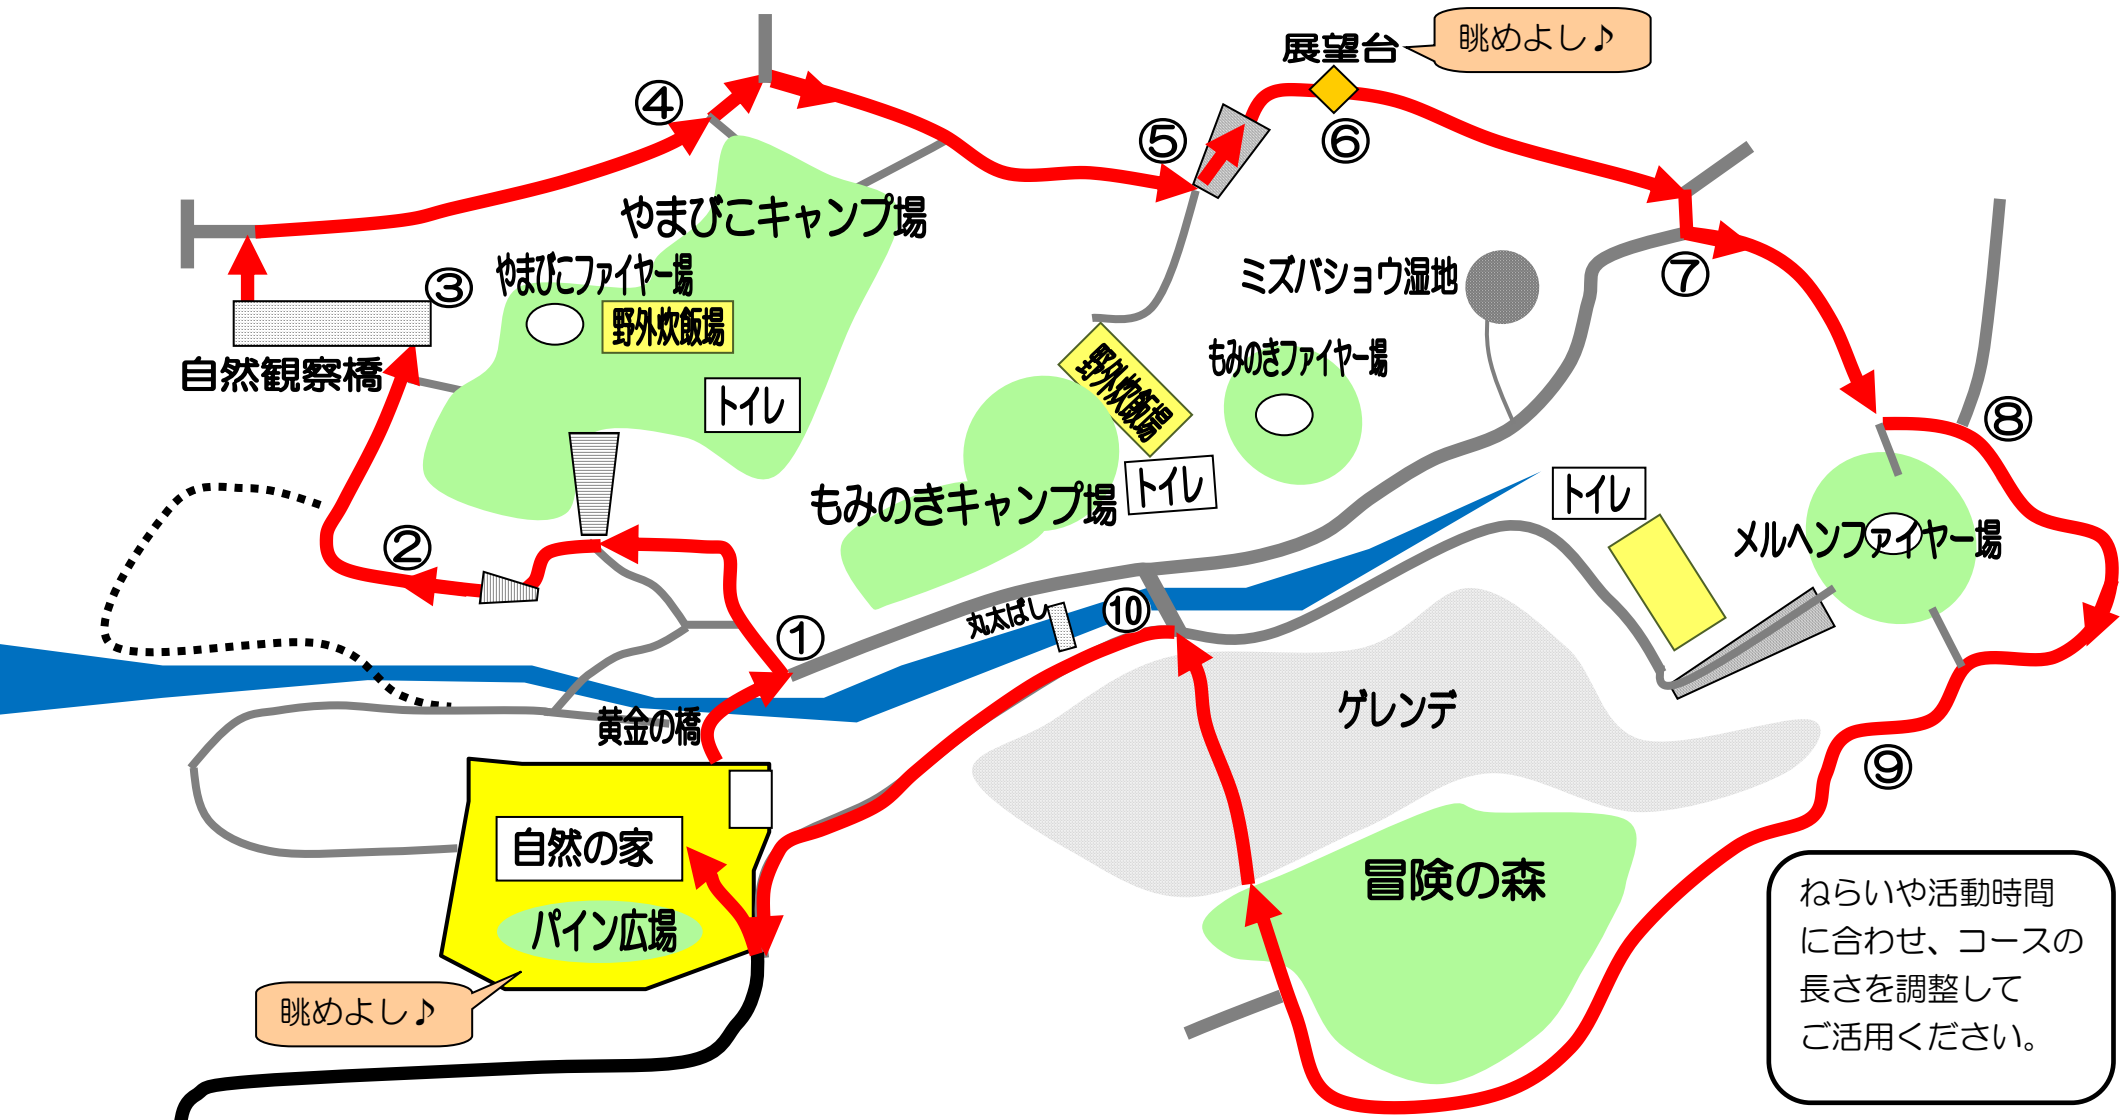 展望台
眺めよし♪
④
⑤
⑥
やまびこキャンプ場
やまびこファイヤー場
③
野外炊飯場
ミズバショウ湿地
⑦
自然観察橋
トイレ
野外炊飯場
もみのきファイヤー場
⑧
もみのきキャンプ場
トイレ
トイレ
②
メルヘンファイヤー場
①
丸太ばし
⑩
黄金の橋
ゲレンデ
⑨
自然の家
冒険の森
パイン広場
眺めよし♪
ねらいや活動時間
に合わせ、コースの
長さを調整して
ご活用ください。